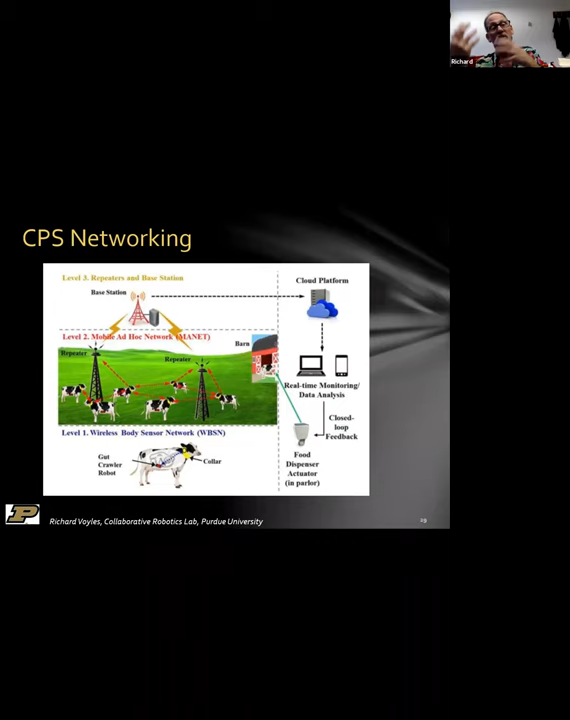 Richard
CPS Networking
Level 3. Repeaters and Base Station
Base Station
Cloud Platform
Level 2. Mobile Ad Hoc Network (MANET)
Repeater
Repeater
Barn
Real-time Monitoring/
Data Analysis
Closed-
loop
Feedback
Level 1. Wireless Body Sensor Network (WBSN)
Gut
Crawler
Robot
Collar
Food
Dispenser
Actuator
(in parlor)
P
Richard Voyles, Collaborative Robotics Lab, Purdue University
29